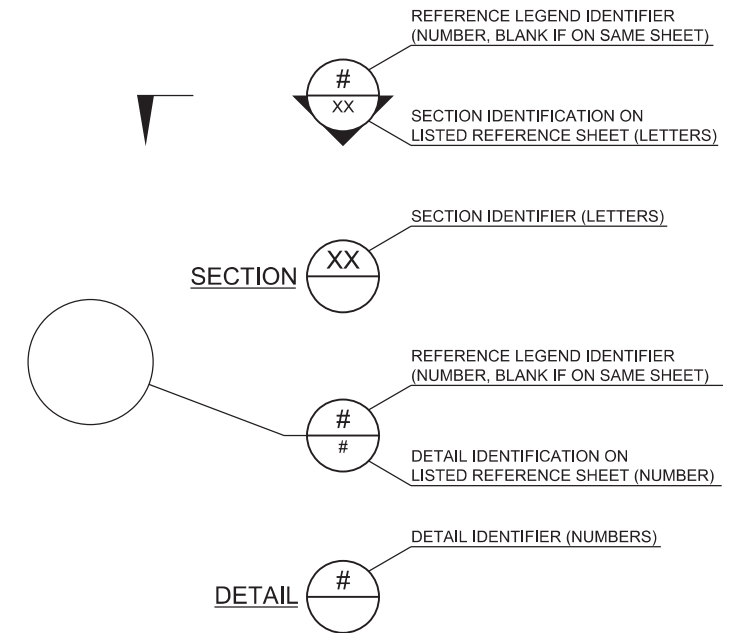 REFERENCE LEGEND IDENTIFIER
(NUMBER, BLANK IF ON SAME SHEET)
#
XX
SECTION IDENTIFICATION ON
LISTED REFERENCE SHEET (LETTERS)
SECTION IDENTIFIER (LETTERS)
SECTION
XX
REFERENCE LEGEND IDENTIFIER
(NUMBER, BLANK IF ON SAME SHEET)
#
#
DETAIL IDENTIFICATION ON
LISTED REFERENCE SHEET (NUMBER)
DETAIL IDENTIFIER (NUMBERS)
DETAIL
#